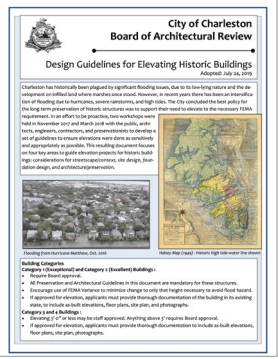 City of Charleston
Board of Architectural Review
Design Guidelines for Elevating Historic Buildings
Adopted: July 24, 2019
Charleston has historically been plagued by significant flooding issues, due to its low-lying nature and the de-
velopment on infilled land where marshes once stood. However, in recent years there has been an intensifica-
tion of flooding due to hurricanes, severe rainstorms, and high tides. The City concluded the best policy for
the long-term preservation of historic structures was to support their need to elevate to the necessary FEMA
requirement. In an effort to be proactive, two workshops were
held in November 2017 and March 2018 with the public, archi-
tects, engineers, contractors, and preservationists to develop a
set of guidelines to ensure elevations were done as sensitively
and appropriately as possible. This resulting document focuses
on four key areas to guide elevation projects for historic build-
ings: considerations for streetscape/context, site design, foun-
dation design, and architecture/preservation.
Flooding from Hurricane Matthew, Oct. 2016
Halsey Map (1949) - historic high tide water line shown
Building Categories
Category 1 (Exceptional) and Category 2 (Excellent) Buildings :
• Require Board approval.
• All Preservation and Architectural Guidelines in this document are mandatory for these structures.
• Encourage use of FEMA Variance to minimize change to only that height necessary to avoid flood hazard.
• If approved for elevation, applicants must provide thorough documentation of the building in its existing
state, to include as-built elevations, floor plans, site plan, and photographs.
Category 3 and 4 Buildings :
• Elevating 3'-0" or less may be staff approved. Anything above 3' requires Board approval.
• If approved for elevation, applicants must provide thorough documentation to include as-built elevations,
floor plans, site plan, photographs.